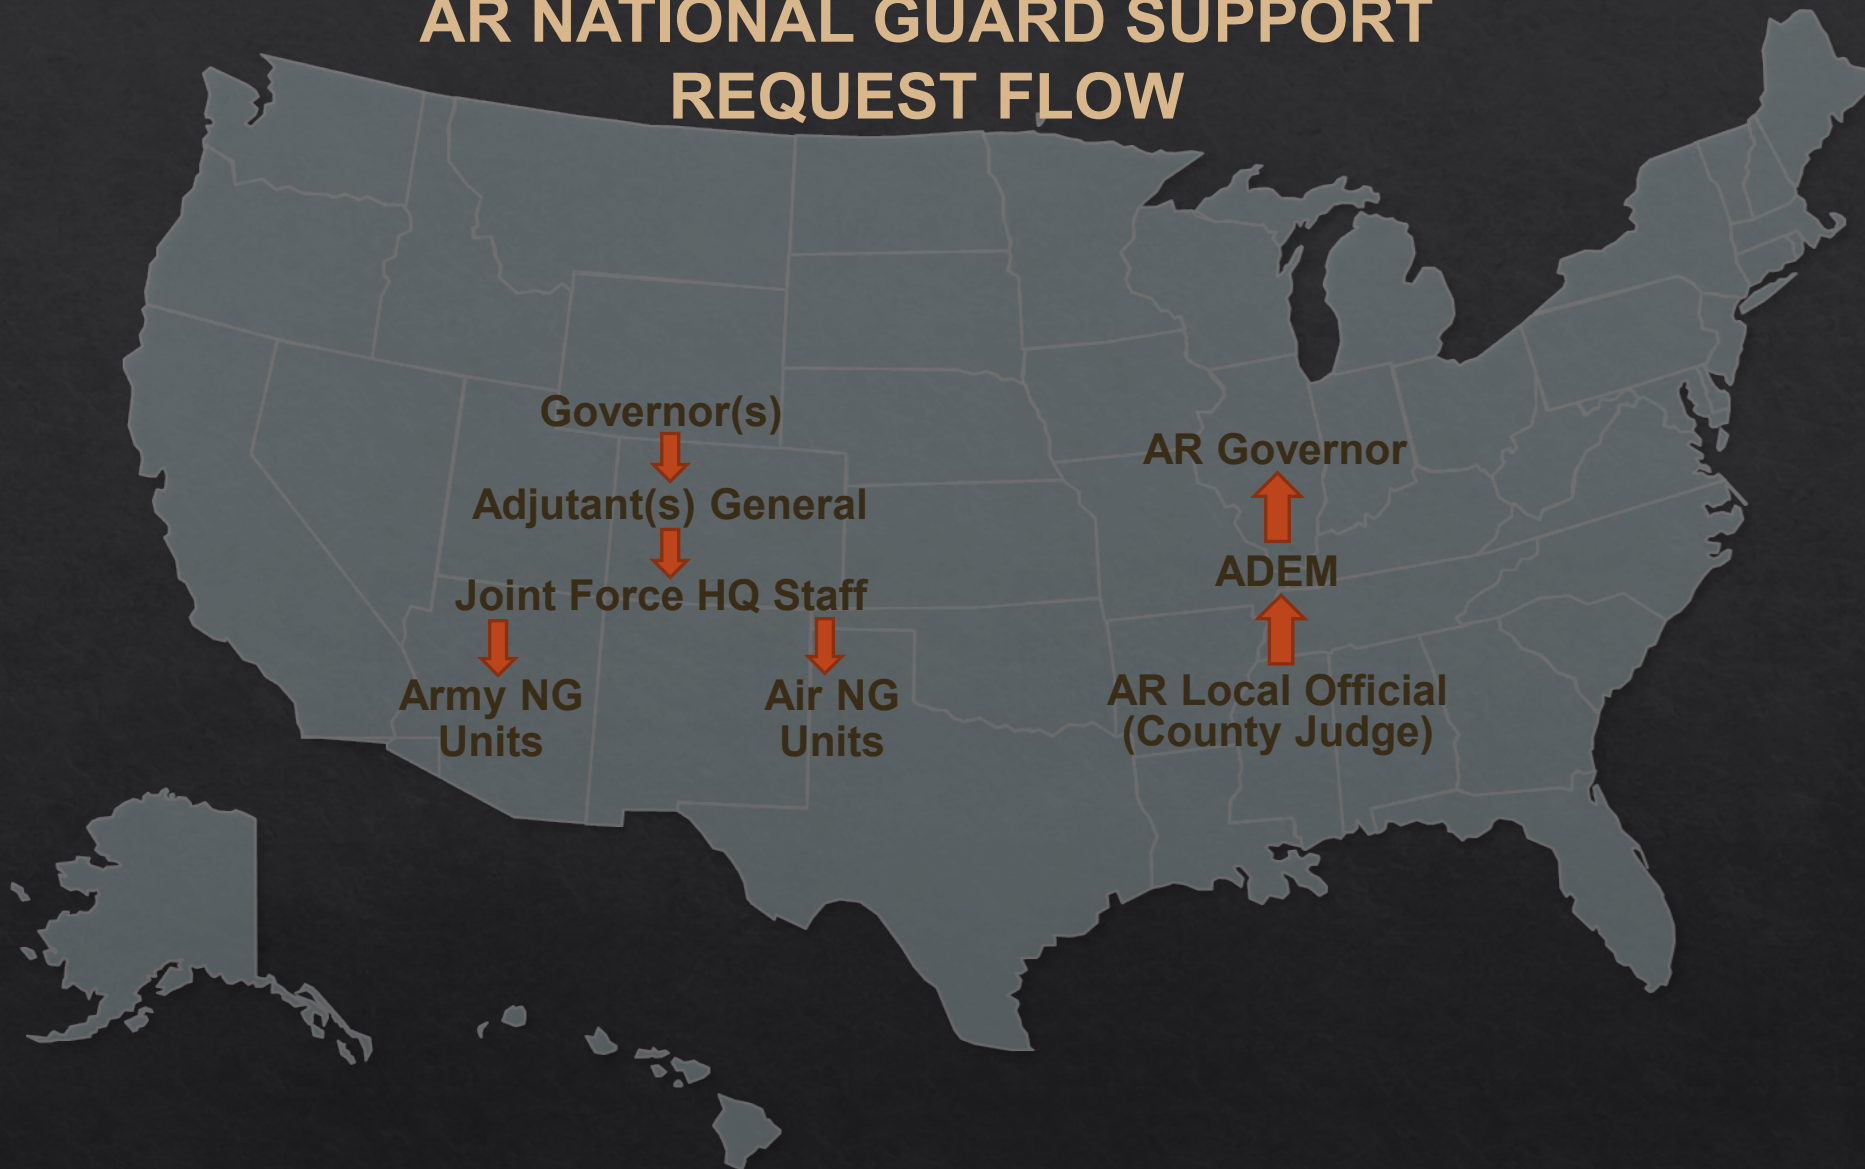 AR NATIONAL GUARD SUPPORT
REQUEST FLOW
Governor(s)
Adjutant(s) General
Joint Force HQ Staff
Army NG
Units
Air NG
Units
AR Governor
ADEM
AR Local Official
(County Judge)